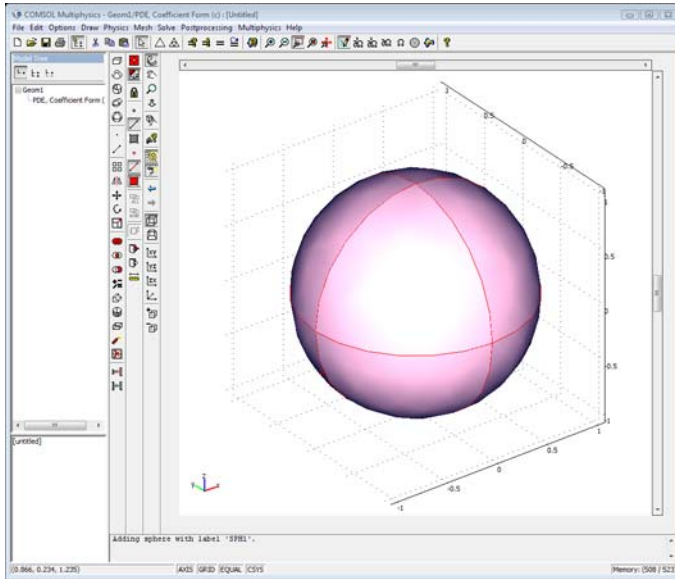 COMSOL Multiphysics - Geom1/PDE, Coefficient Form (c) : [Untitled]
File Edit Options Draw Physics Mesh Solve Postprocessing Multiphysics Help
Model Tree
Geom1
PDE, Coefficient Form (
1
0.5
0
-0.5
-1
1
0.5
0
-0.5
-1
1
0.5
0
-0.5
-1
z
y
x
[untitled]
Adding sphere with label 'SPH1'.
(0.866, 0.234, 1.235)
AXIS GRID EQUAL CSYS
Memory: (508 / 523